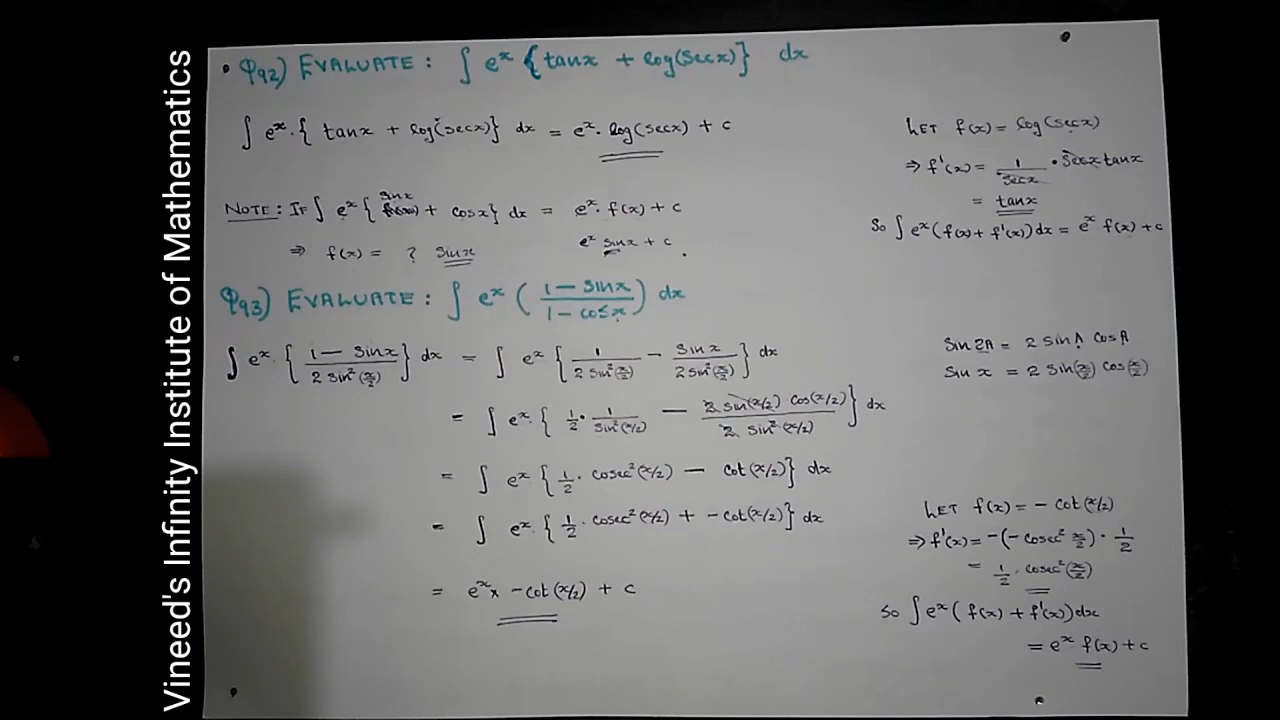 Vineed's Infinity Institute of Mathematics
Q92) EVALUATE : ∫ e^x {tanx + log(secx)} dx
∫ e^x · { tanx + log(secx)} dx = e^x · log(secx) + c
LET f(x) = log(secx)
⇒ f'(x) = 1/secx · secx tanx
= tanx
So ∫ e^x (f(x) + f'(x)) dx = e^x f(x) + c
NOTE : IF ∫ e^x { sinx + cosx} dx = e^x · f(x) + c
⇒ f(x) = ? sinx
e^x sinx + c
Q93) EVALUATE : ∫ e^x ( (1 - sinx)/(1 - cosx) ) dx
∫ e^x · { (1 - sinx)/(2 sin²(x/2)) } dx = ∫ e^x { 1/(2 sin²(x/2)) - sinx/(2 sin²(x/2)) } dx
= ∫ e^x · { 1/2 · 1/(sin²(x/2)) - (2 sin(x/2) cos(x/2))/(2 sin²(x/2)) } dx
= ∫ e^x { 1/2 · cosec²(x/2) - cot(x/2)} dx
= ∫ e^x · { 1/2 · cosec²(x/2) + -cot(x/2)} dx
= e^x x -cot(x/2) + c
Sin 2A = 2 sin A Cos A
Sin x = 2 Sin(x/2) Cos(x/2)
LET f(x) = - cot(x/2)
⇒ f'(x) = -(-cosec² x/2) · 1/2
= 1/2 · cosec²(x/2)
So ∫ e^x ( f(x) + f'(x)) dx
= e^x · f(x) + c